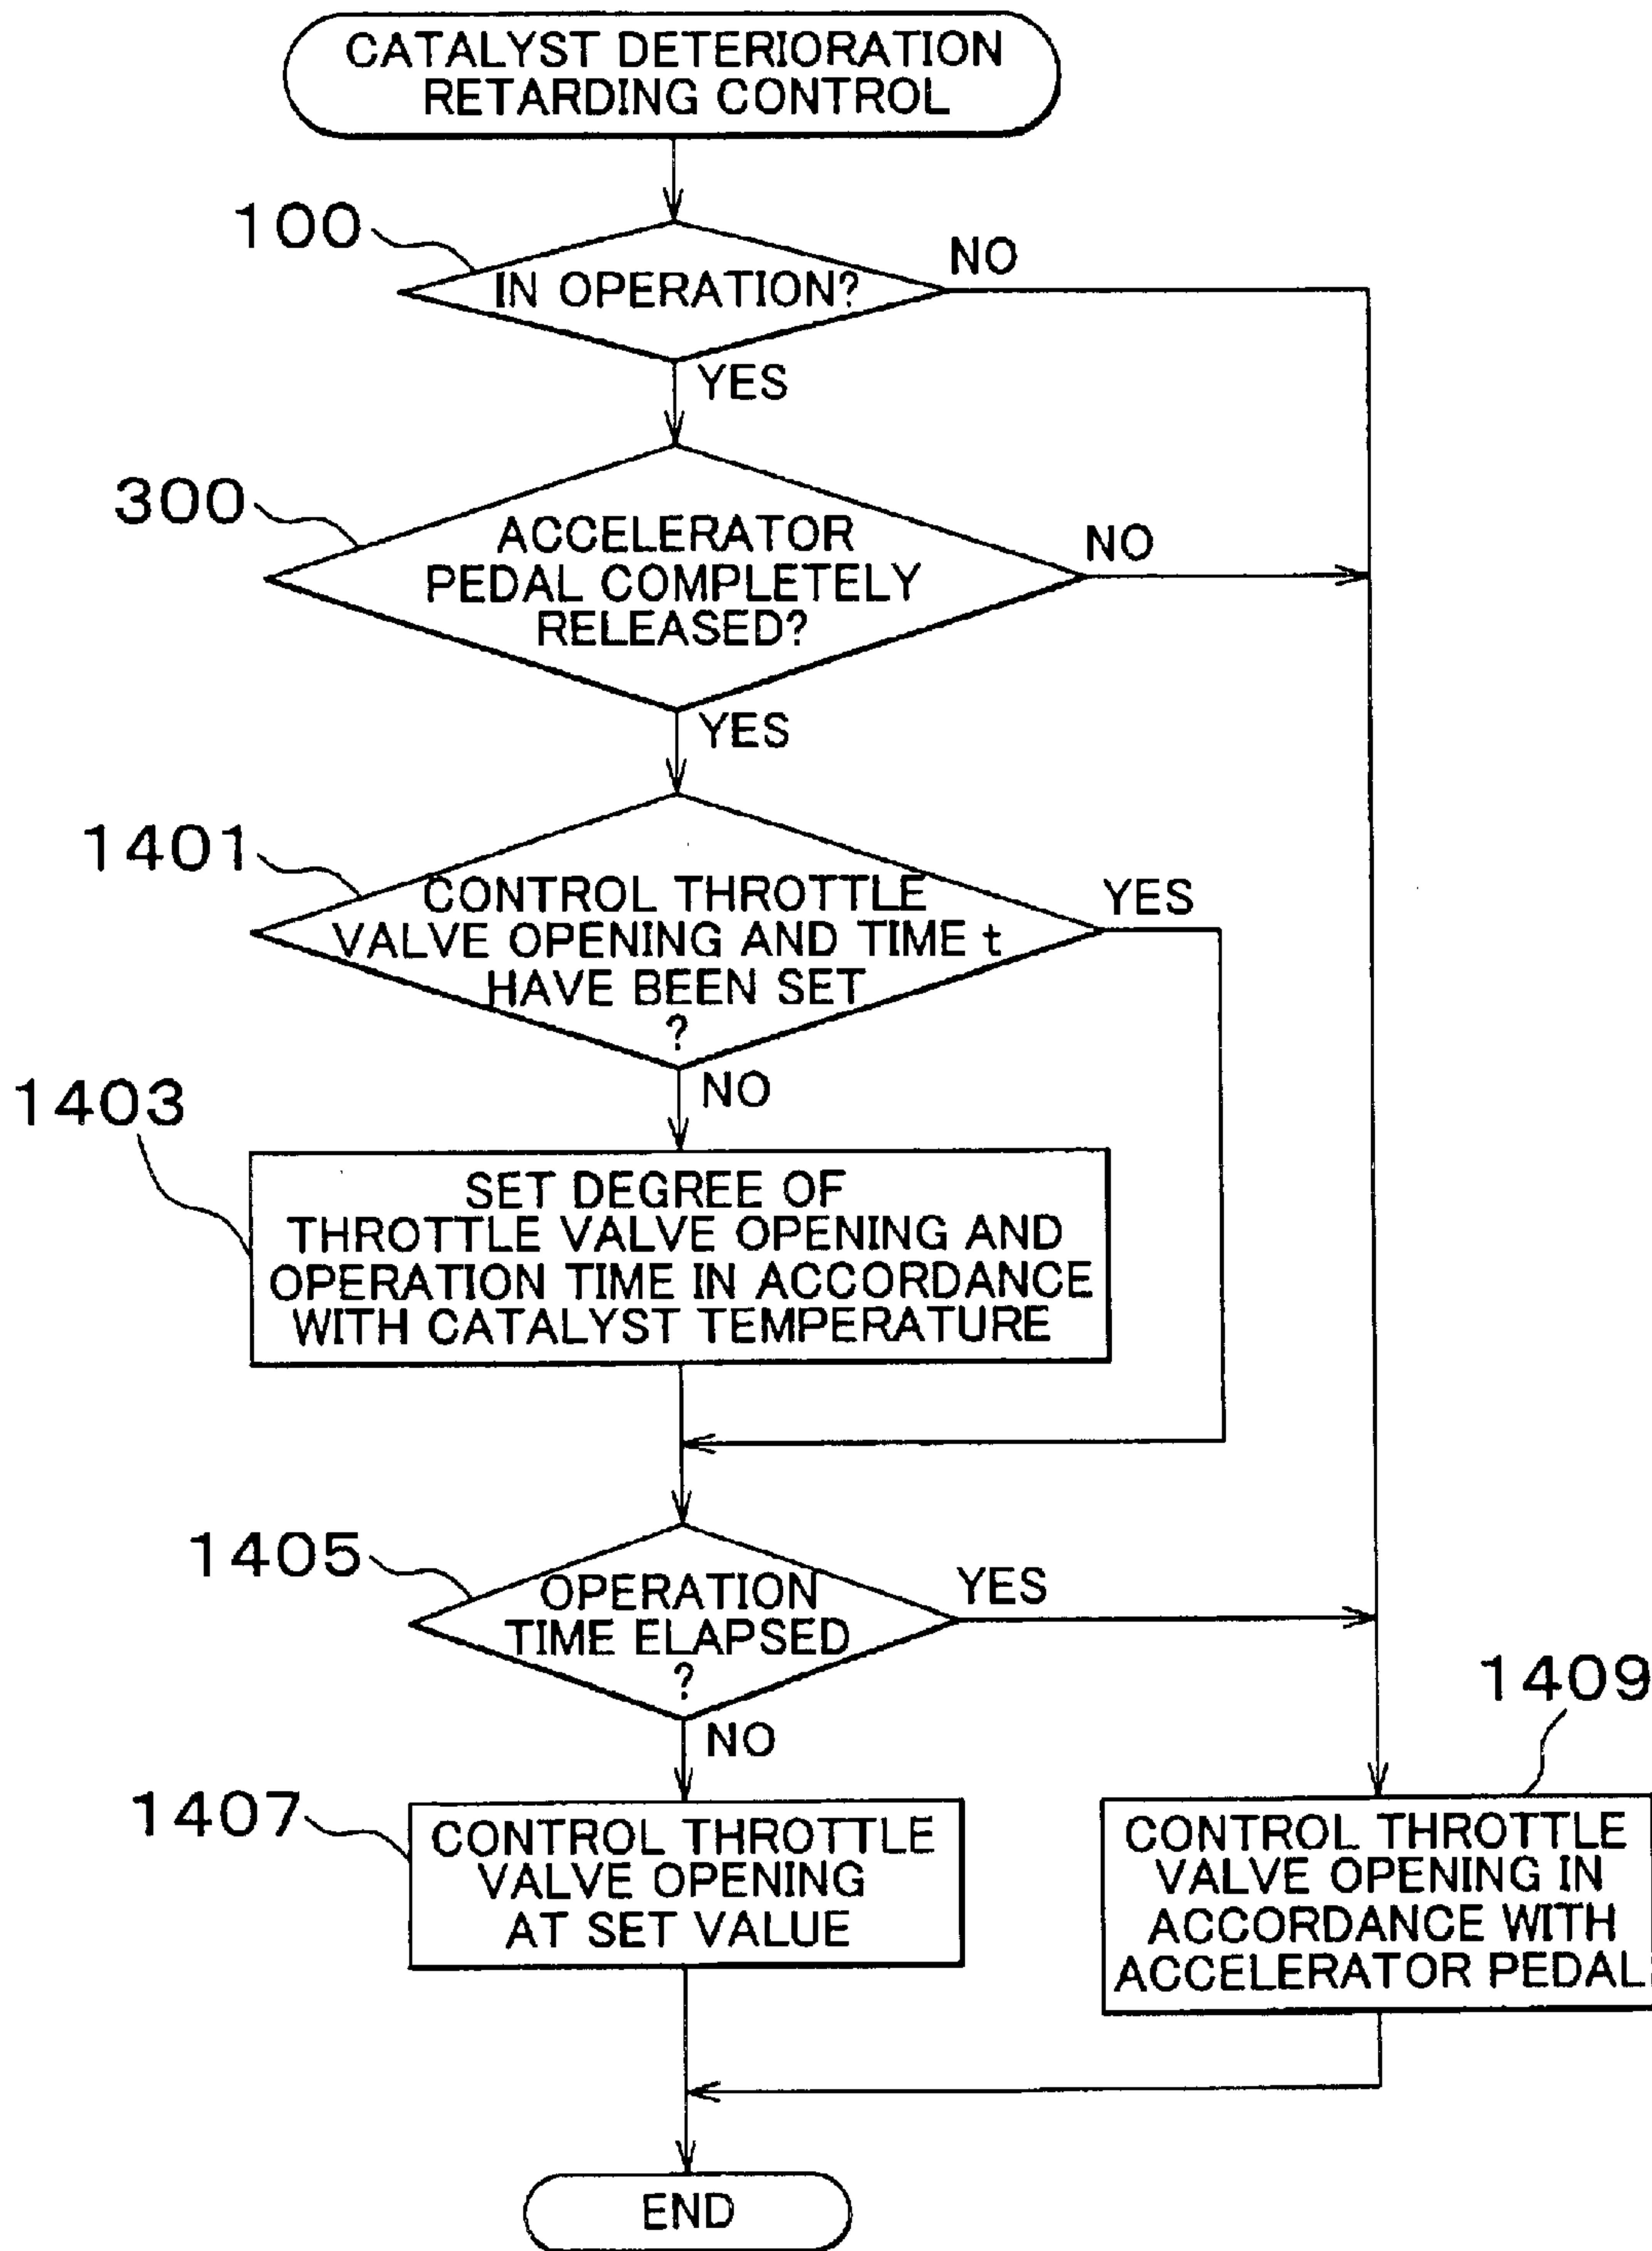 CATALYST DETERIORATION
RETARDING CONTROL
100
IN OPERATION?
NO
YES
300
ACCELERATOR
PEDAL COMPLETELY
RELEASED?
NO
YES
1401
CONTROL THROTTLE
VALVE OPENING AND TIME t
HAVE BEEN SET
?
YES
NO
1403
SET DEGREE OF
THROTTLE VALVE OPENING AND
OPERATION TIME IN ACCORDANCE
WITH CATALYST TEMPERATURE
1405
OPERATION
TIME ELAPSED
?
YES
NO
1407
CONTROL THROTTLE
VALVE OPENING
AT SET VALUE
1409
CONTROL THROTTLE
VALVE OPENING IN
ACCORDANCE WITH
ACCELERATOR PEDAL
END